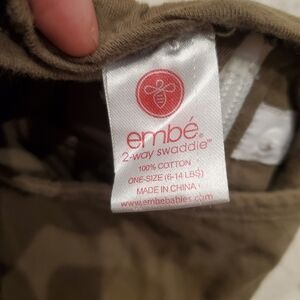 embé®
2-way swaddle™
100% COTTON
ONE-SIZE (6-14 LBS)
MADE IN CHINA
www.embebabies.com